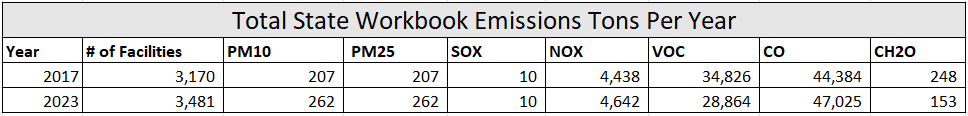 Total State Workbook Emissions Tons Per Year
Year # of Facilities PM10 PM25 SOX NOX VOC CO CH2O
2017 3,170 207 207 10 4,438 34,826 44,384 248
2023 3,481 262 262 10 4,642 28,864 47,025 153